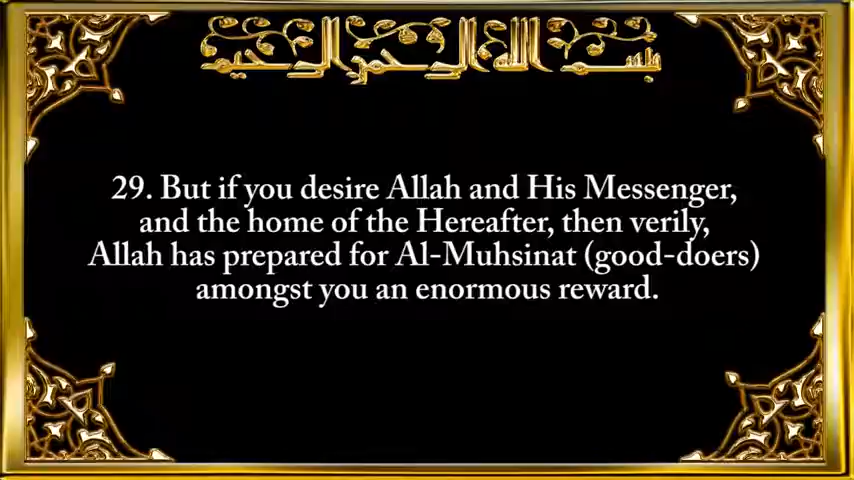 بسم الله الرحمن الرحيم
29. But if you desire Allah and His Messenger,
and the home of the Hereafter, then verily,
Allah has prepared for Al-Muhsinat (good-doers)
amongst you an enormous reward.